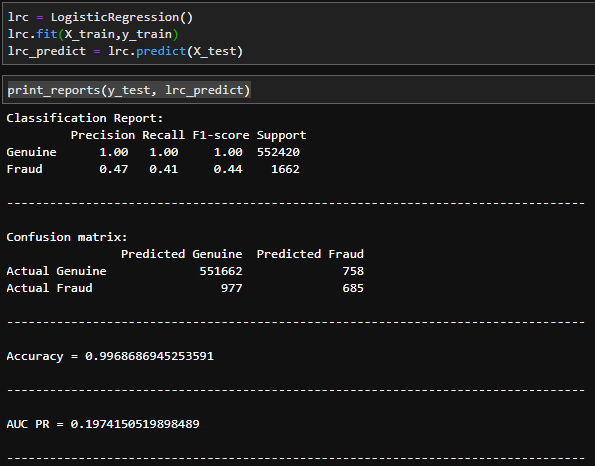 lrc = LogisticRegression()
lrc.fit(X_train,y_train)
lrc_predict = lrc.predict(X_test)
print_reports(y_test, lrc_predict)
Classification Report:
Precision Recall F1-score Support
Genuine 1.00 1.00 1.00 552420
Fraud 0.47 0.41 0.44 1662
--------------------------------------------------------------------------------
Confusion matrix:
Predicted Genuine Predicted Fraud
Actual Genuine 551662 758
Actual Fraud 977 685
--------------------------------------------------------------------------------
Accuracy = 0.9968686945253591
--------------------------------------------------------------------------------
AUC PR = 0.1974150519898489
--------------------------------------------------------------------------------